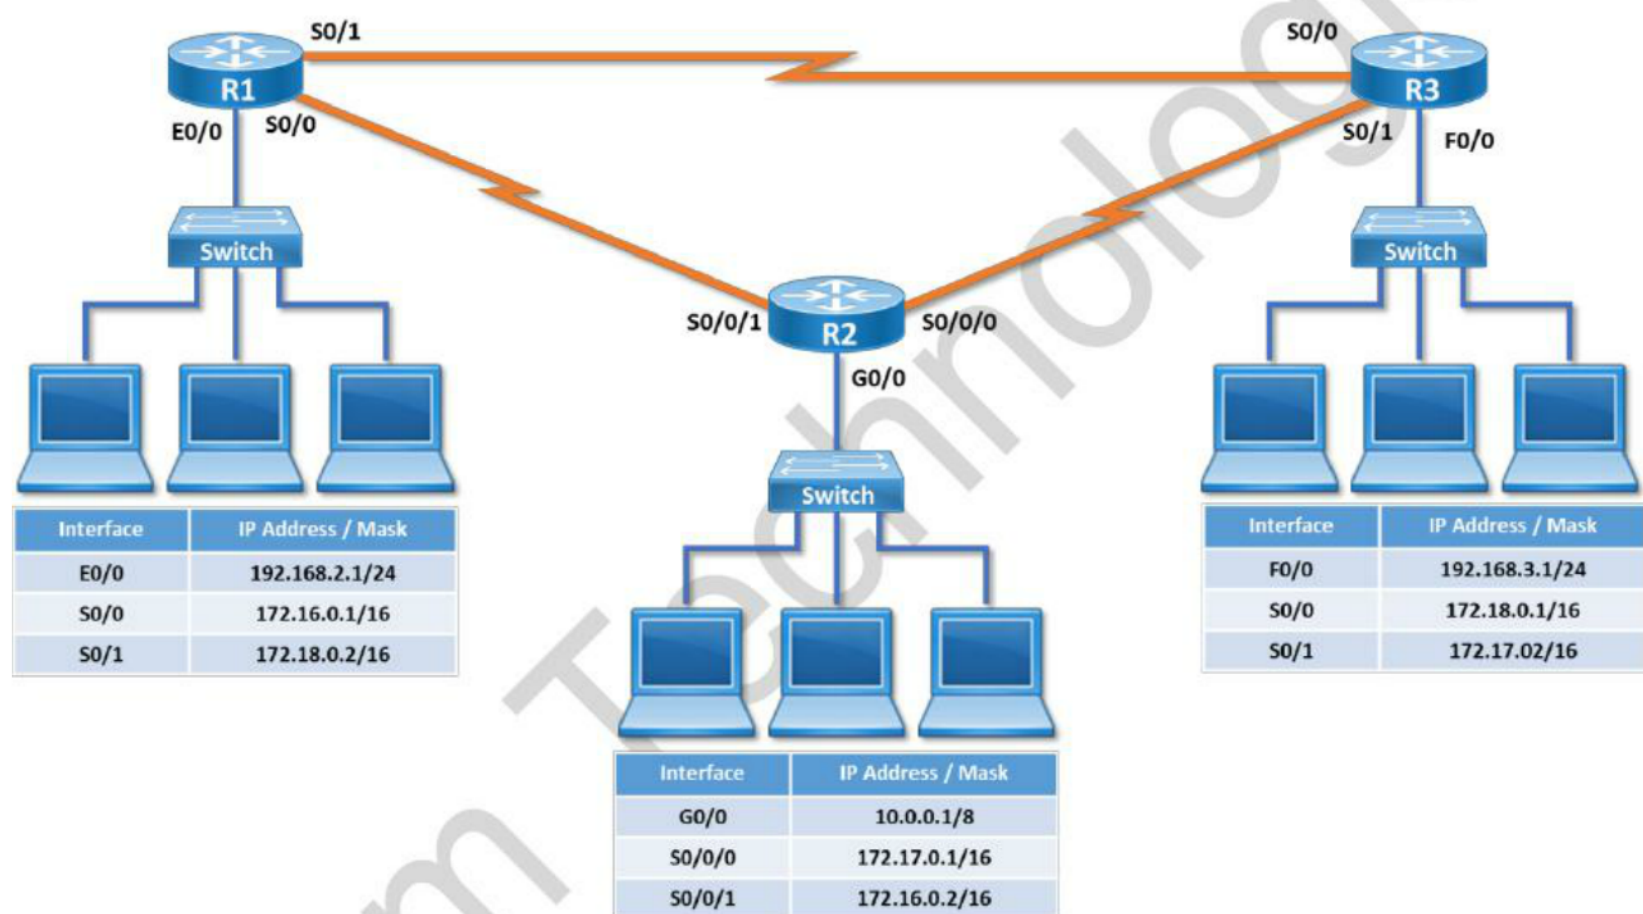 S0/1
S0/0
R1
R3
E0/0
S0/0
S0/1
F0/0
Switch
Switch
S0/0/1
R2
S0/0/0
G0/0
Switch
Interface IP Address / Mask
E0/0 192.168.2.1/24
S0/0 172.16.0.1/16
S0/1 172.18.0.2/16
Interface IP Address / Mask
F0/0 192.168.3.1/24
S0/0 172.18.0.1/16
S0/1 172.17.02/16
Interface IP Address / Mask
G0/0 10.0.0.1/8
S0/0/0 172.17.0.1/16
S0/0/1 172.16.0.2/16